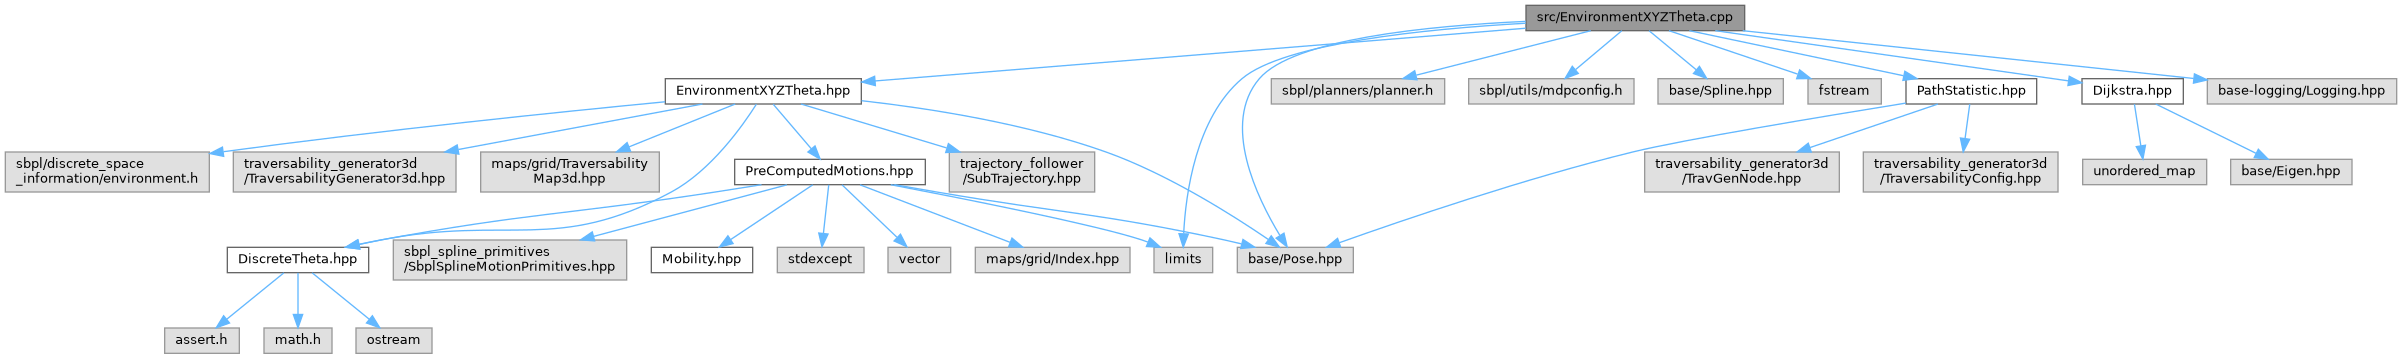 src/EnvironmentXYZTheta.cpp
EnvironmentXYZTheta.hpp
sbpl/planners/planner.h
sbpl/utils/mdpconfig.h
base/Spline.hpp
fstream
PathStatistic.hpp
Dijkstra.hpp
base-logging/Logging.hpp
sbpl/discrete_space
_information/environment.h
traversability_generator3d
/TraversabilityGenerator3d.hpp
maps/grid/Traversability
Map3d.hpp
PreComputedMotions.hpp
trajectory_follower
/SubTrajectory.hpp
traversability_generator3d
/TravGenNode.hpp
traversability_generator3d
/TraversabilityConfig.hpp
unordered_map
base/Eigen.hpp
DiscreteTheta.hpp
sbpl_spline_primitives
/SbplSplineMotionPrimitives.hpp
Mobility.hpp
stdexcept
vector
maps/grid/Index.hpp
limits
base/Pose.hpp
assert.h
math.h
ostream